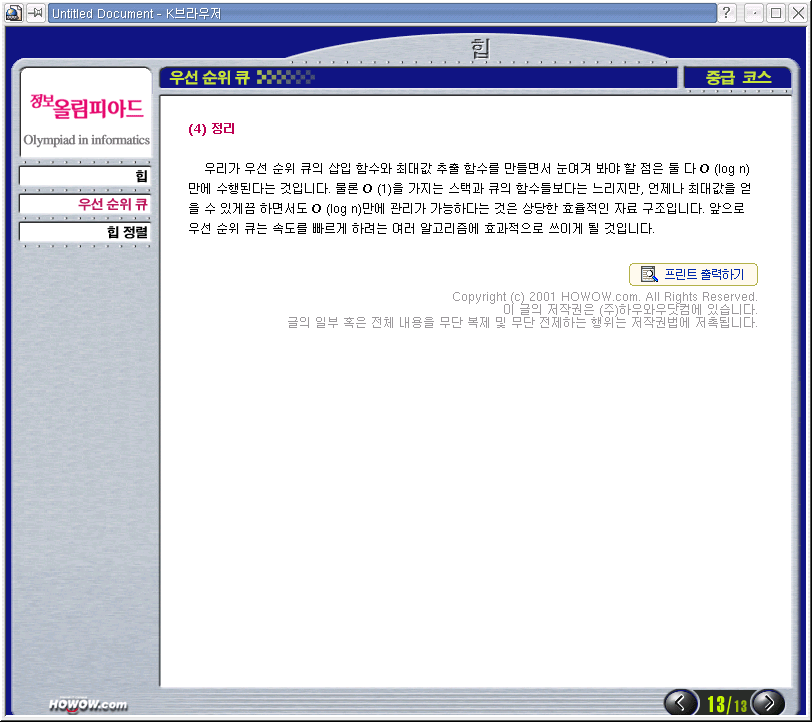 Untitled Document - K브라우저
힙
정보올림피아드
Olympiad in informatics
힙
우선 순위 큐
힙 정렬
우선 순위 큐
중급 코스
(4) 정리
우리가 우선 순위 큐의 삽입 함수와 최대값 추출 함수를 만들면서 눈여겨 봐야 할 점은 둘 다 O (log n)
만에 수행된다는 것입니다. 물론 O (1)을 가지는 스택과 큐의 함수들보다는 느리지만, 언제나 최대값을 얻
을 수 있게끔 하면서도 O (log n)만에 관리가 가능하다는 것은 상당한 효율적인 자료 구조입니다. 앞으로
우선 순위 큐는 속도를 빠르게 하려는 여러 알고리즘에 효과적으로 쓰이게 될 것입니다.
프린트 출력하기
Copyright (c) 2001 HOWOW.com. All Rights Reserved.
이 글의 저작권은 (주)하우와우닷컴에 있습니다.
글의 일부 혹은 전체 내용을 무단 복제 및 무단 전제하는 행위는 저작권법에 저촉됩니다.
HOWOW.com
13/13